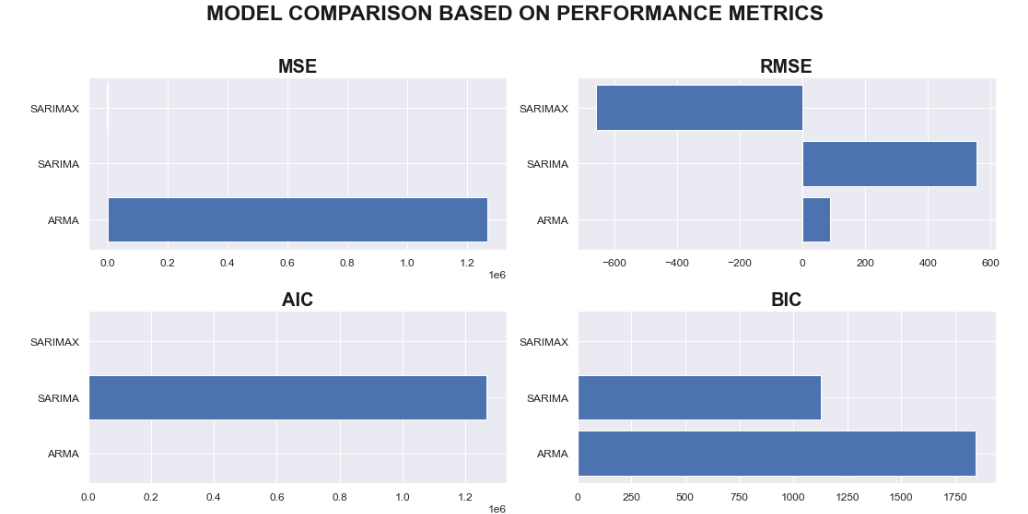 MODEL COMPARISON BASED ON PERFORMANCE METRICS
MSE
SARIMAX
SARIMA
ARMA
0.0 0.2 0.4 0.6 0.8 1.0 1.2
1e6
RMSE
SARIMAX
SARIMA
ARMA
−600 −400 −200 0 200 400 600
AIC
SARIMAX
SARIMA
ARMA
0.0 0.2 0.4 0.6 0.8 1.0 1.2
1e6
BIC
SARIMAX
SARIMA
ARMA
0 250 500 750 1000 1250 1500 1750